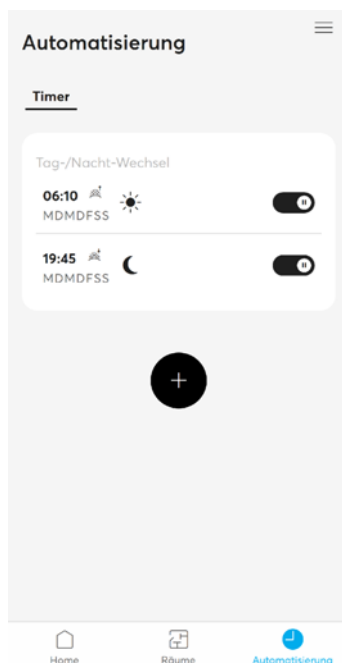 Automatisierung
Timer
Tag-/Nacht-Wechsel
06:10
MDMDFSS
19:45
MDMDFSS
Home Räume Automatisierung